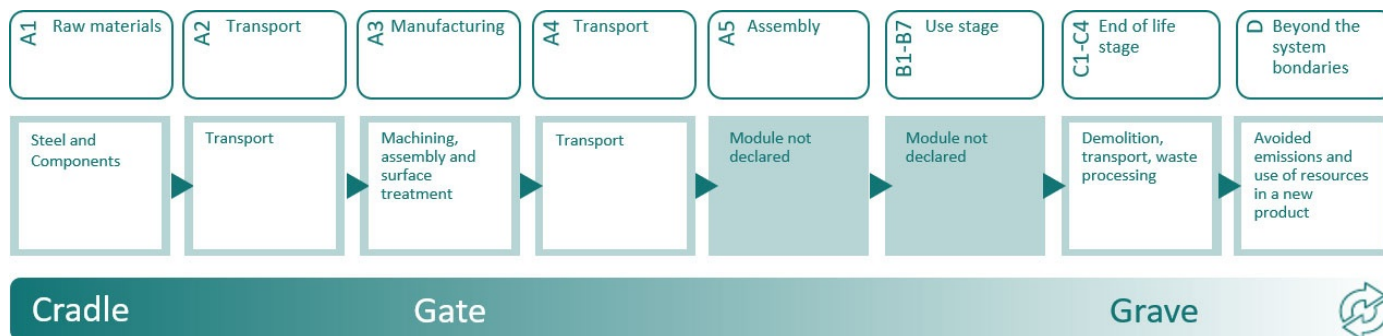 A1 Raw materials
A2 Transport
A3 Manufacturing
A4 Transport
A5 Assembly
B1-B7 Use stage
C1-C4 End of life
stage
D Beyond the
system
bondaries
Steel and
Components
Transport
Machining,
assembly and
surface
treatment
Transport
Module not
declared
Module not
declared
Demolition,
transport, waste
processing
Avoided
emissions and
use of resources
in a new
product
Cradle
Gate
Grave